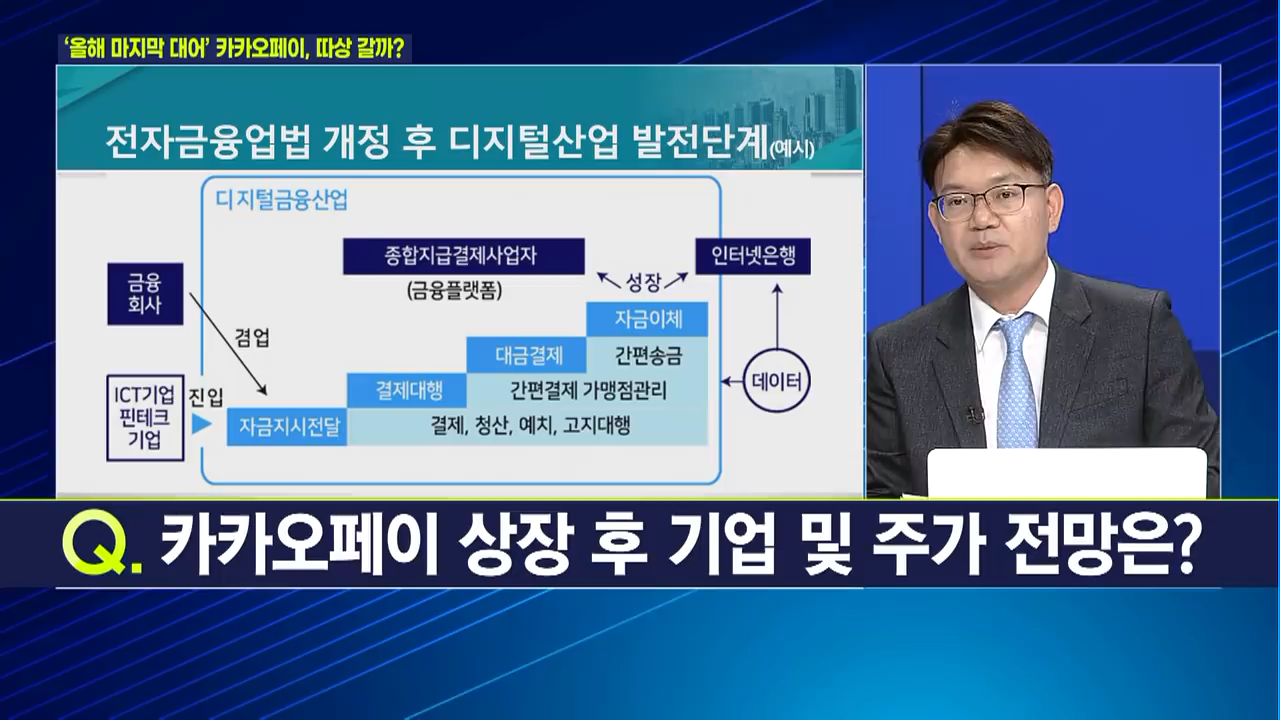 ‘올해 마지막 대어’ 카카오페이, 따상 갈까?
전자금융업법 개정 후 디지털산업 발전단계(예시)
디지털금융산업
종합지급결제사업자
(금융플랫폼)
인터넷은행
성장
금융
회사
겸업
자금이체
대금결제
간편송금
결제대행
간편결제 가맹점관리
데이터
ICT기업
핀테크
기업
진입
자금지시전달
결제, 청산, 예치, 고지대행
Q. 카카오페이 상장 후 기업 및 주가 전망은?